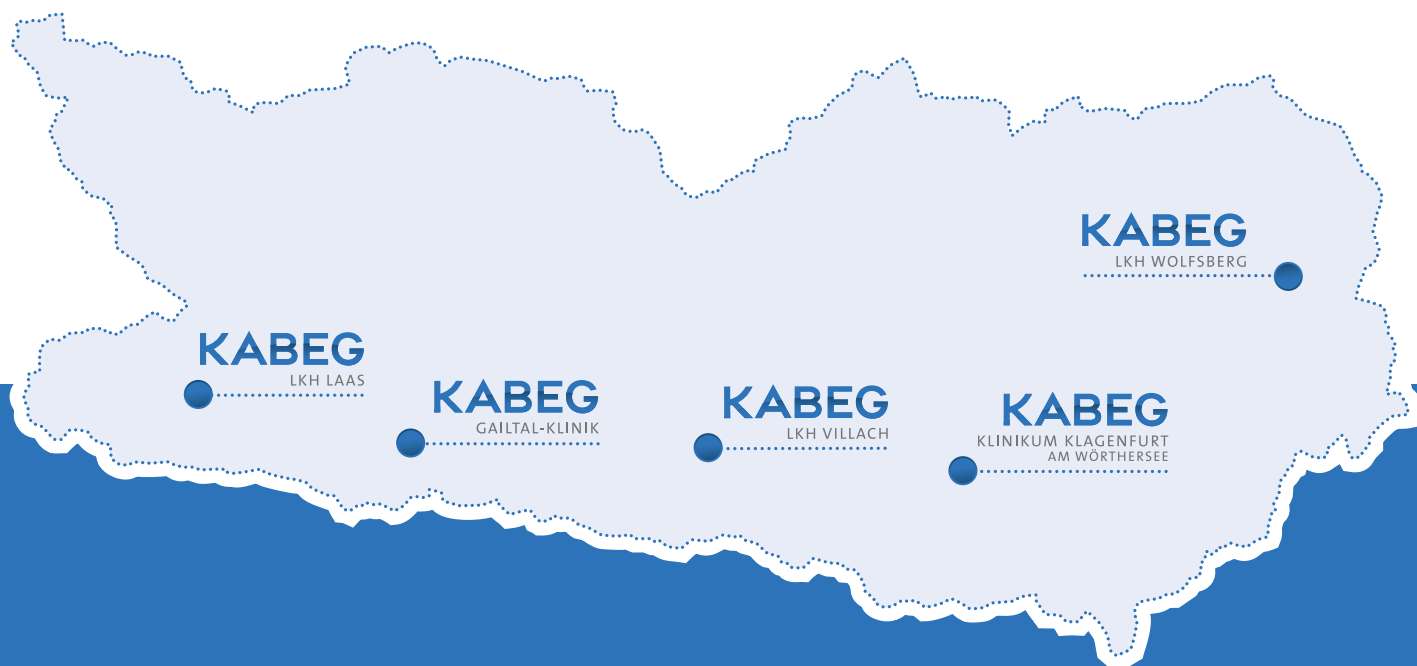 KABEG
LKH WOLFSBERG
KABEG
LKH LAAS
KABEG
GAILTAL-KLINIK
KABEG
LKH VILLACH
KABEG
KLINIKUM KLAGENFURT
AM WÖRTHERSEE